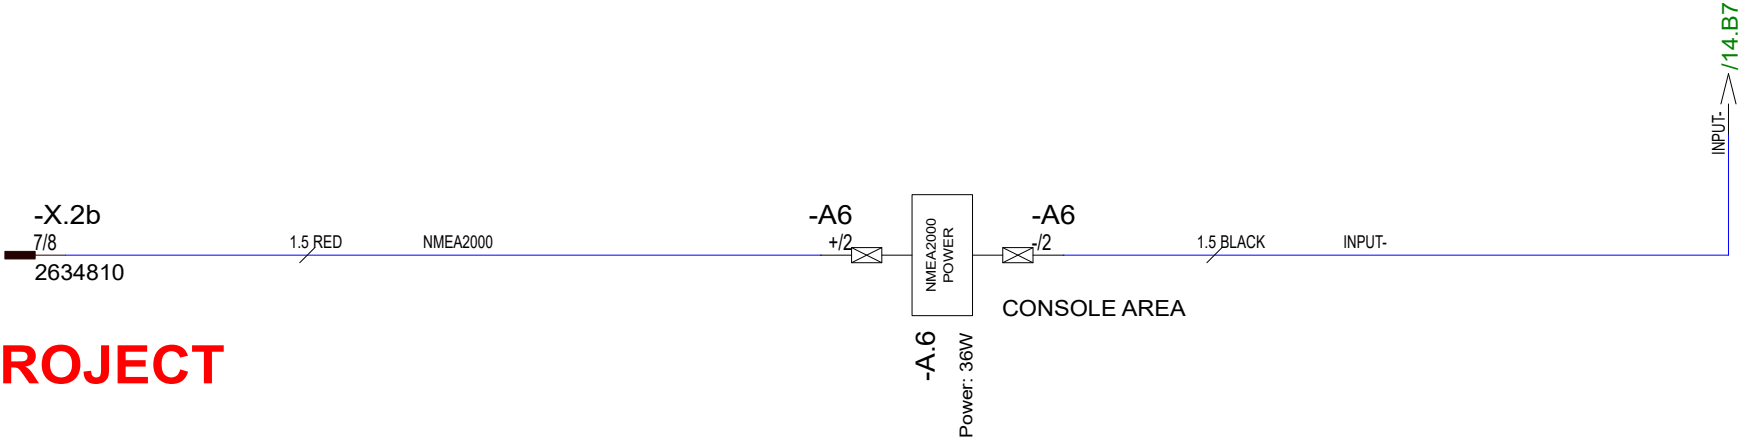 /14.B7
INPUT-
-X.2b
7/8
2634810
1.5 RED
NMEA2000
-A6
+/2
NMEA2000
POWER
-A6
-/2
1.5 BLACK
INPUT-
CONSOLE AREA
-A.6
Power: 36W
ROJECT